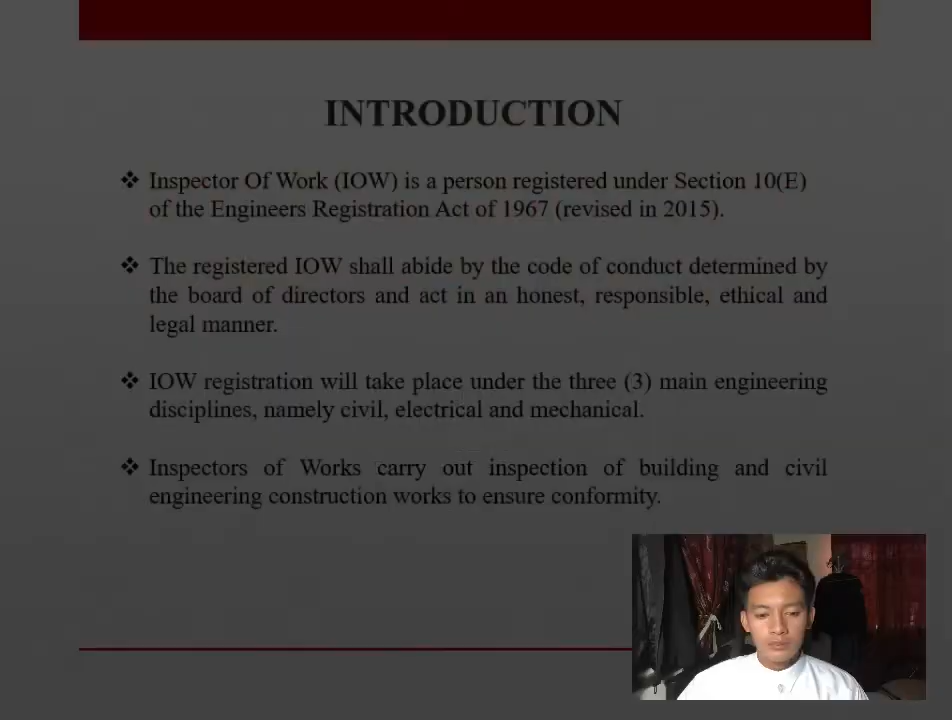 INTRODUCTION
❖ Inspector Of Work (IOW) is a person registered under Section 10(E)
of the Engineers Registration Act of 1967 (revised in 2015).
❖ The registered IOW shall abide by the code of conduct determined by
the board of directors and act in an honest, responsible, ethical and
legal manner.
❖ IOW registration will take place under the three (3) main engineering
disciplines, namely civil, electrical and mechanical.
❖ Inspectors of Works carry out inspection of building and civil
engineering construction works to ensure conformity.